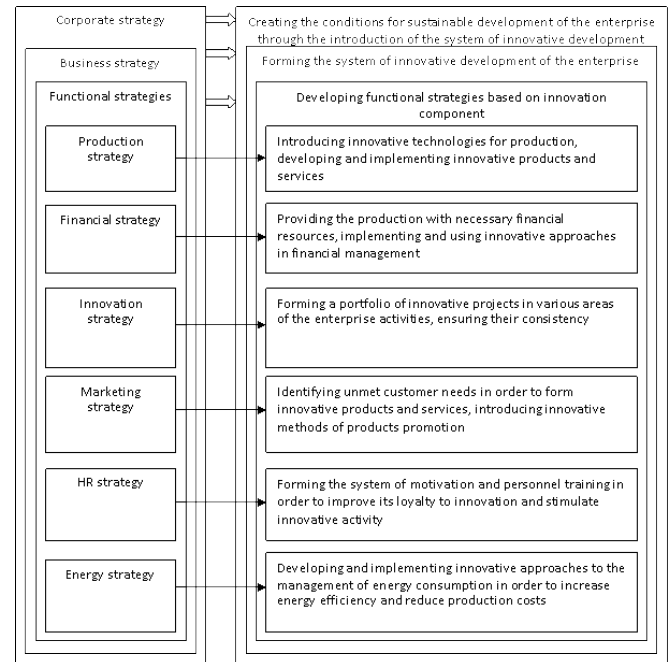 Corporate strategy
Creating the conditions for sustainable development of the enterprise
through the introduction of the system of innovative development
Business strategy
Forming the system of innovative development of the enterprise
Functional strategies
Developing functional strategies based on innovation
component
Production
strategy
Introducing innovative technologies for production,
developing and implementing innovative products and
services
Financial strategy
Providing the production with necessary financial
resources, implementing and using innovative approaches
in financial management
Innovation
strategy
Forming a portfolio of innovative projects in various areas
of the enterprise activities, ensuring their consistency
Marketing
strategy
Identifying unmet customer needs in order to form
innovative products and services, introducing innovative
methods of products promotion
HR strategy
Forming the system of motivation and personnel training in
order to improve its loyalty to innovation and stimulate
innovative activity
Energy strategy
Developing and implementing innovative approaches to the
management of energy consumption in order to increase
energy efficiency and reduce production costs